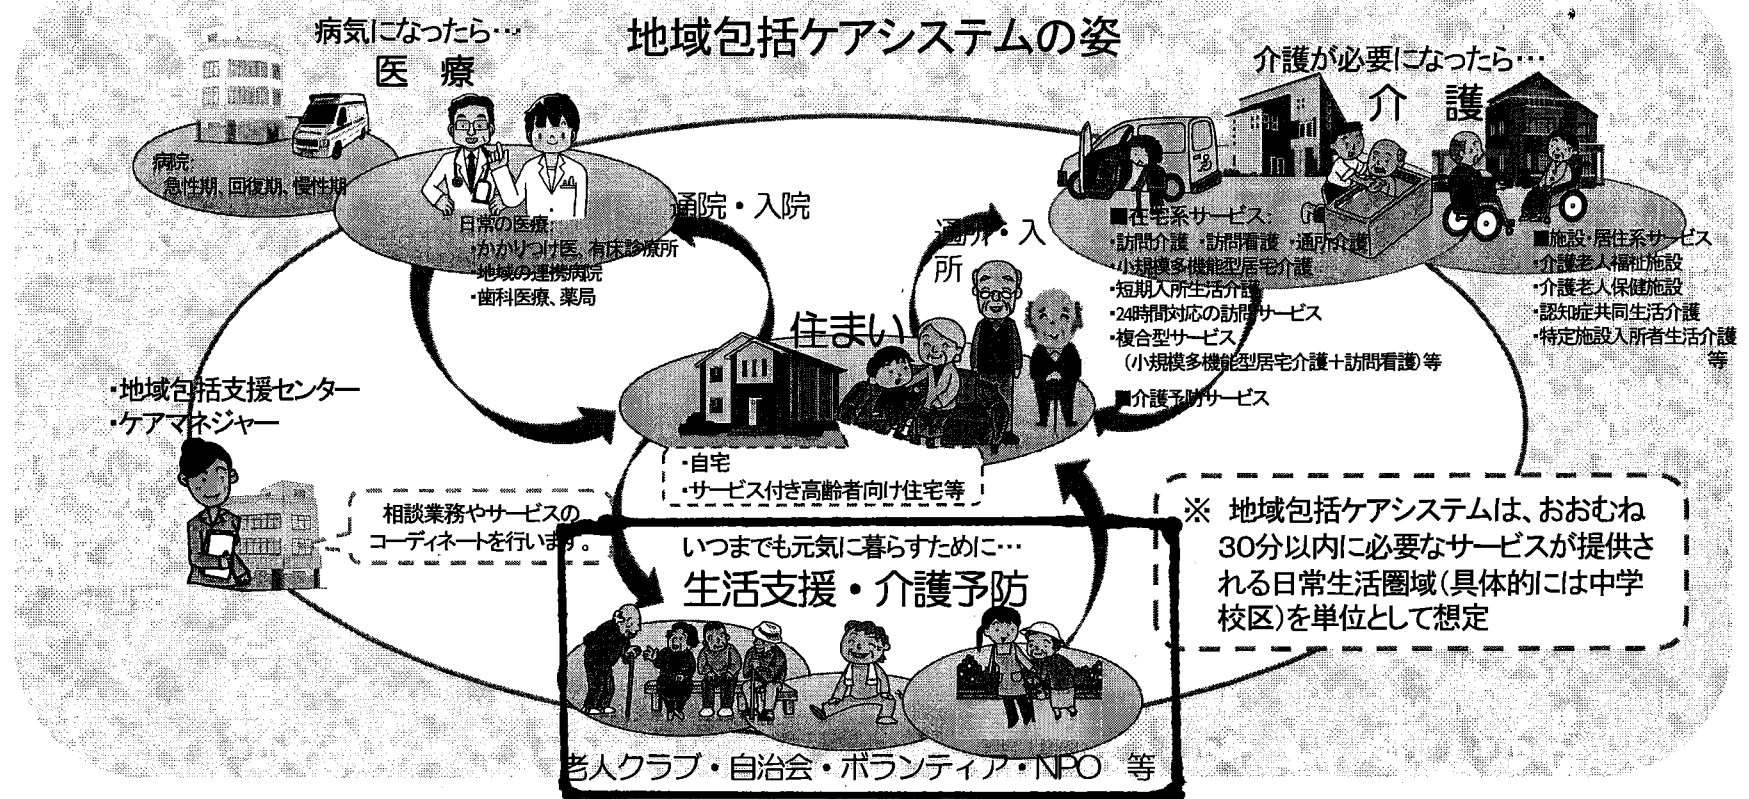 地域包括ケアシステムの姿
病気になったら…
医　療
病院:
急性期、回復期、慢性期
日常の医療:
・かかりつけ医、有床診療所
・地域の連携病院
・歯科医療、薬局
通院・入院
通所・入
所
介護が必要になったら…
介　護
■在宅系サービス:
・訪問介護 ・訪問看護 ・通所介護
・小規模多機能型居宅介護
・短期入所生活介護
・24時間対応の訪問サービス
・複合型サービス
（小規模多機能型居宅介護＋訪問看護）等
■介護予防サービス
■施設・居住系サービス
・介護老人福祉施設
・介護老人保健施設
・認知症共同生活介護
・特定施設入所者生活介護
等
住まい
・自宅
・サービス付き高齢者向け住宅等
・地域包括支援センター
・ケアマネジャー
相談業務やサービスの
コーディネートを行います。
いつまでも元気に暮らすために…
生活支援・介護予防
老人クラブ・自治会・ボランティア・NPO　等
※　地域包括ケアシステムは、おおむね
30分以内に必要なサービスが提供さ
れる日常生活圏域（具体的には中学
校区）を単位として想定